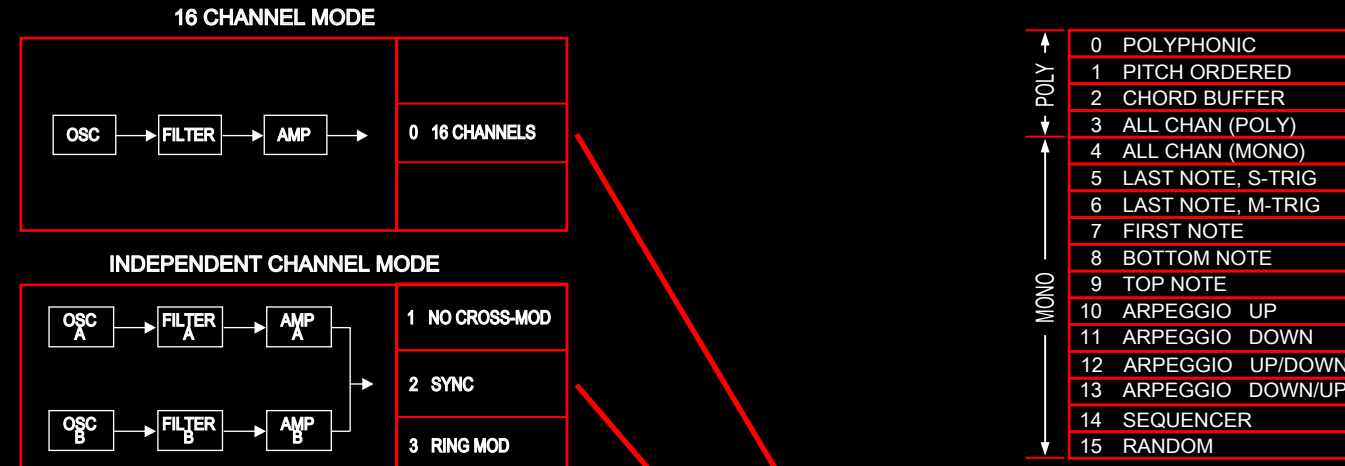 16 CHANNEL MODE
OSC FILTER AMP
0 16 CHANNELS
INDEPENDENT CHANNEL MODE
OSC A FILTER A AMP A
1 NO CROSS-MOD
2 SYNC
OSC B FILTER B AMP B
3 RING MOD
POLY
0 POLYPHONIC
1 PITCH ORDERED
2 CHORD BUFFER
3 ALL CHAN (POLY)
MONO
4 ALL CHAN (MONO)
5 LAST NOTE, S-TRIG
6 LAST NOTE, M-TRIG
7 FIRST NOTE
8 BOTTOM NOTE
9 TOP NOTE
10 ARPEGGIO UP
11 ARPEGGIO DOWN
12 ARPEGGIO UP/DOWN
13 ARPEGGIO DOWN/UP
14 SEQUENCER
15 RANDOM